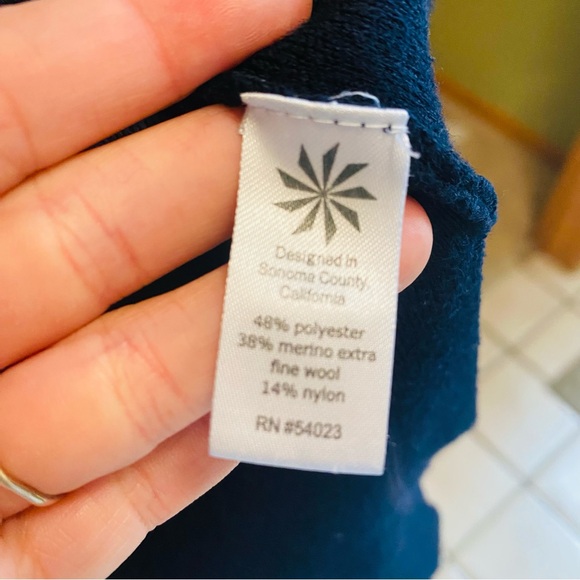 Designed in
Sonoma County,
California
48% polyester
38% merino extra
fine wool
14% nylon
RN #54023